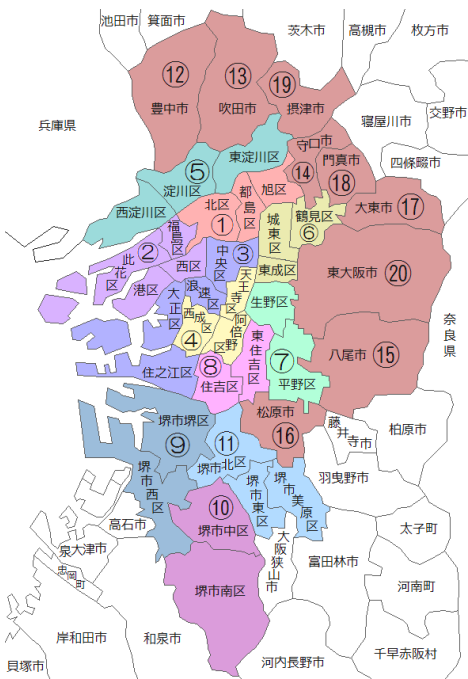 池田市
箕面市
茨木市
高槻市
枚方市
⑫
⑬
⑲
豊中市
吹田市
摂津市
寝屋川市
交野市
兵庫県
守口市
⑭
門真市
⑱
四條畷市
東淀川区
⑤
淀川区
西淀川区
旭区
北区
①
都島区
城東区
鶴見区
⑥
大東市
⑰
福島区
②
此花区
西区
中央区
③
東成区
東大阪市
⑳
港区
大正区
浪速区
天王寺区
生野区
西成区
④
阿倍野区
東住吉区
⑦
平野区
八尾市
⑮
奈良県
住之江区
⑧
住吉区
松原市
⑯
藤井寺市
柏原市
堺市堺区
⑨
⑪
堺市北区
堺市西区
堺市東区
堺市美原区
羽曳野市
⑩
堺市中区
高石市
泉大津市
忠岡町
大阪狭山市
富田林市
太子町
堺市南区
河南町
岸和田市
和泉市
河内長野市
千早赤阪村
貝塚市